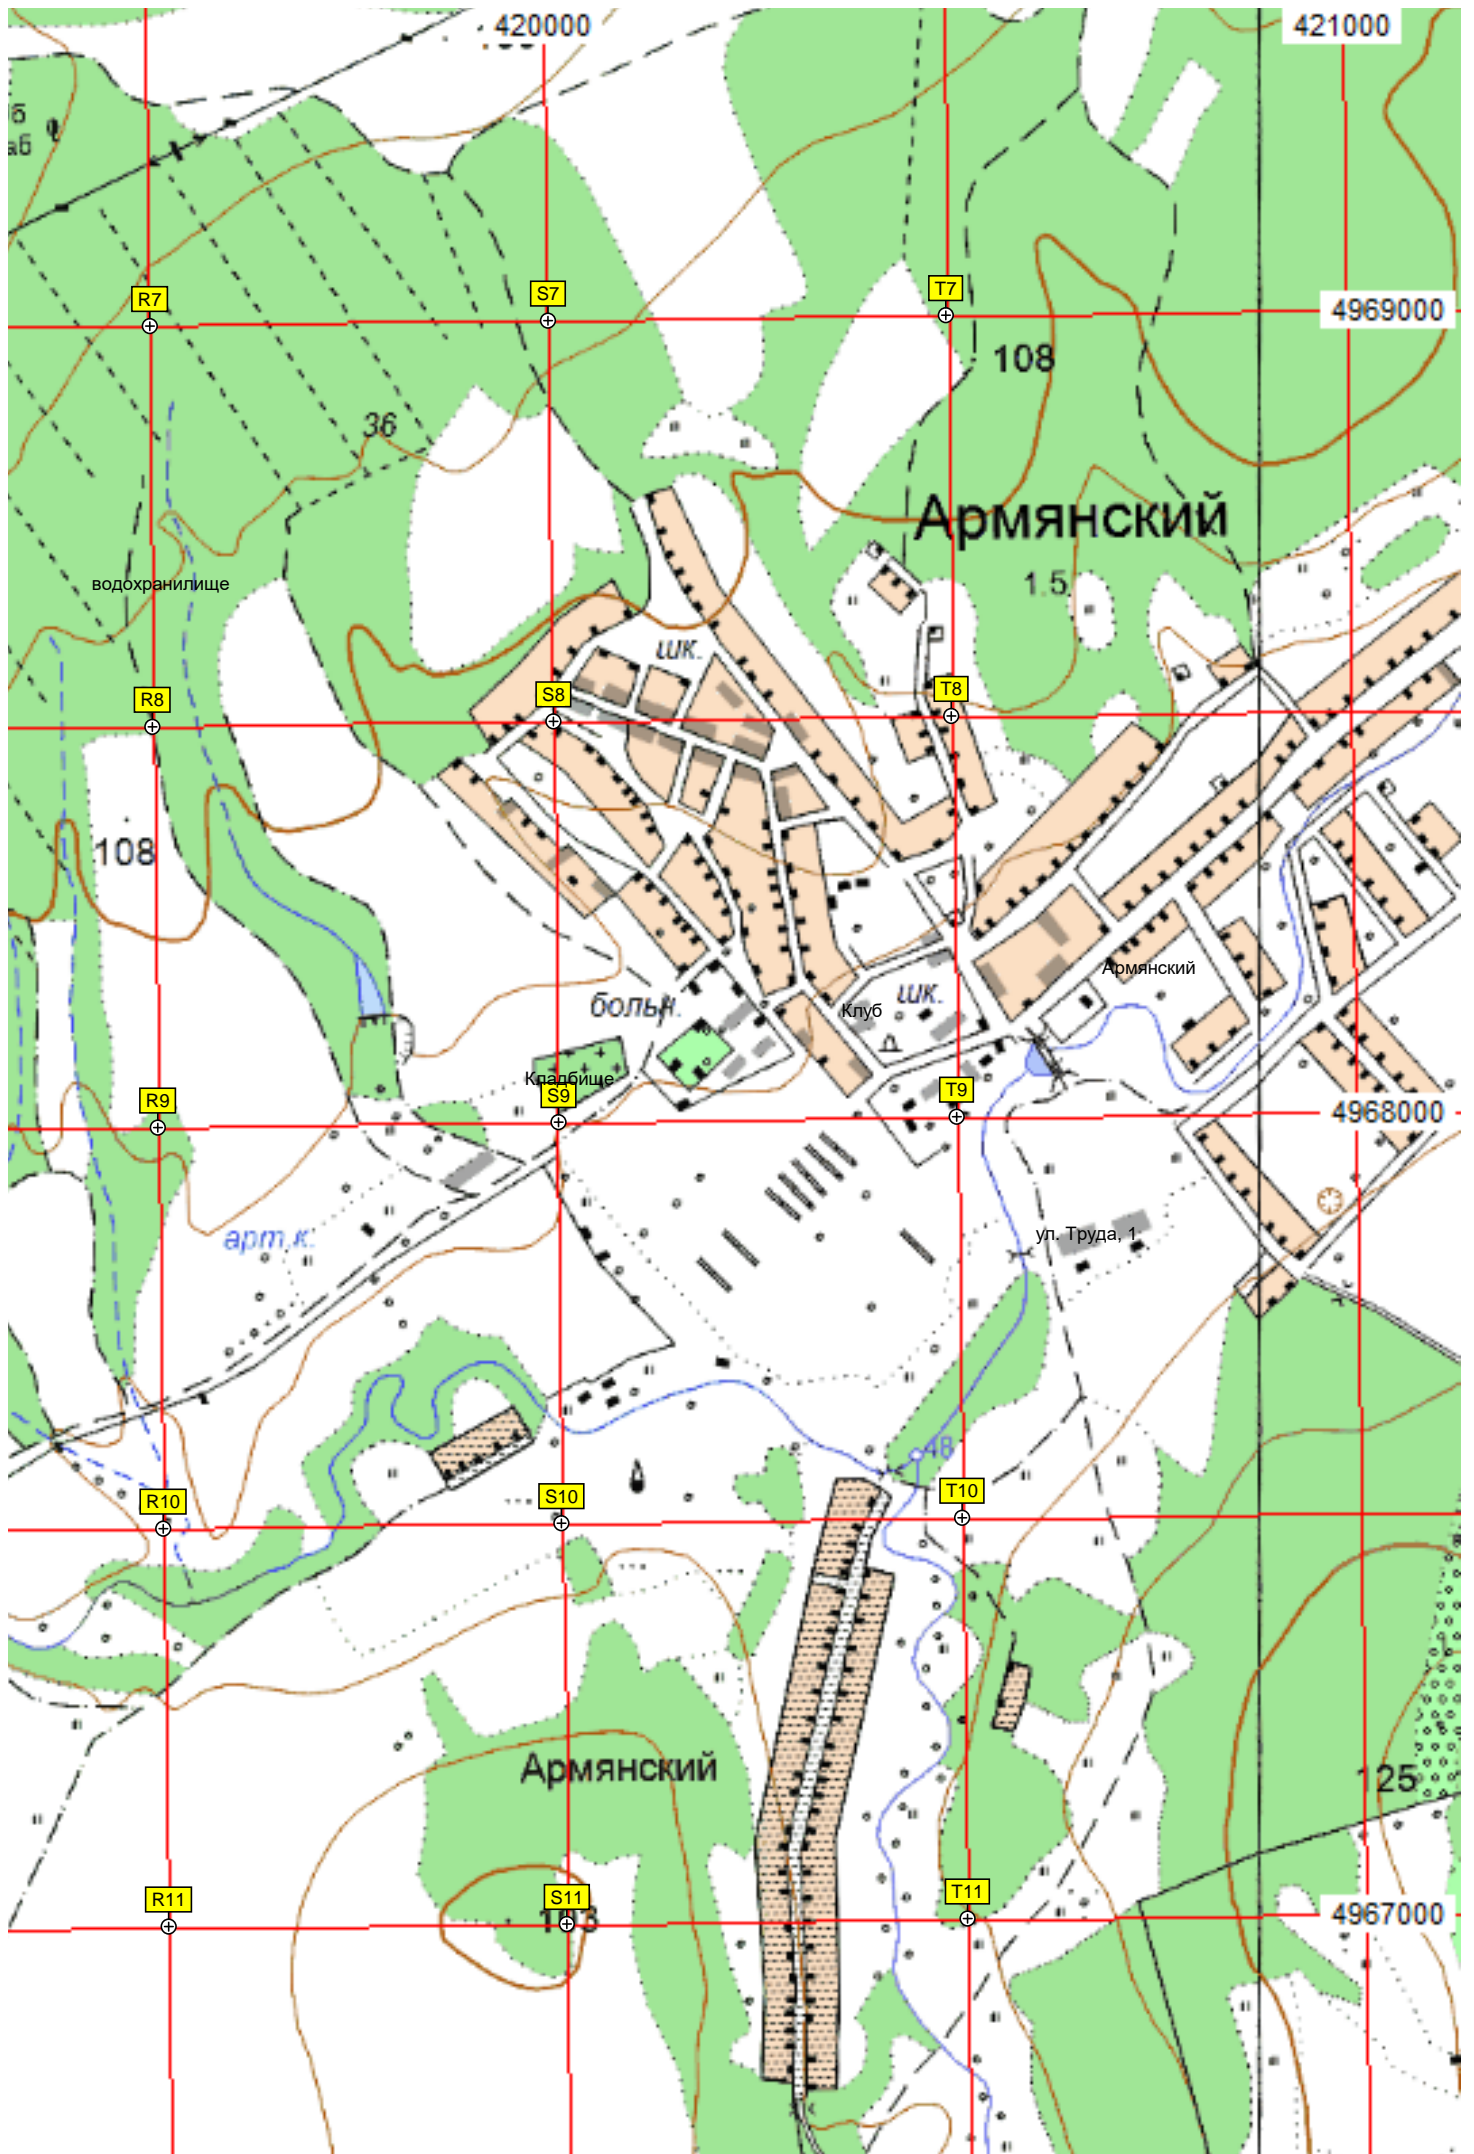 420000
421000
б
аб
R7
S7
T7
4969000
108
36
Армянский
1.5
водохранилище
шк.
R8
S8
T8
108
Армянский
больн.
Клуб
шк.
Кладбище
R9
S9
T9
4968000
арт.к.
ул. Труда, 1
48
R10
S10
T10
Армянский
125
R11
S11
T11
4967000